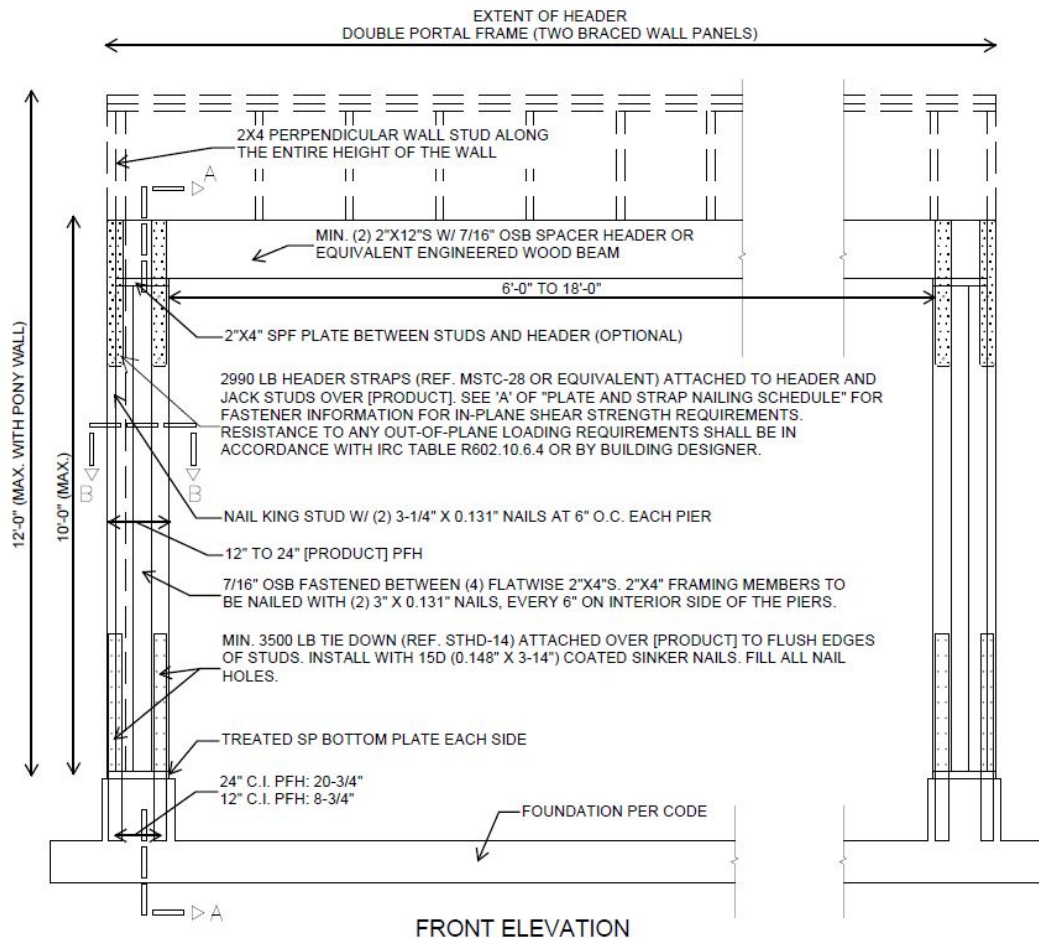 EXTENT OF HEADER
DOUBLE PORTAL FRAME (TWO BRACED WALL PANELS)
2X4 PERPENDICULAR WALL STUD ALONG
THE ENTIRE HEIGHT OF THE WALL
A
MIN. (2) 2"X12"S W/ 7/16" OSB SPACER HEADER OR
EQUIVALENT ENGINEERED WOOD BEAM
6'-0" TO 18'-0"
2"X4" SPF PLATE BETWEEN STUDS AND HEADER (OPTIONAL)
2990 LB HEADER STRAPS (REF. MSTC-28 OR EQUIVALENT) ATTACHED TO HEADER AND
JACK STUDS OVER [PRODUCT]. SEE 'A' OF "PLATE AND STRAP NAILING SCHEDULE" FOR
FASTENER INFORMATION FOR IN-PLANE SHEAR STRENGTH REQUIREMENTS.
RESISTANCE TO ANY OUT-OF-PLANE LOADING REQUIREMENTS SHALL BE IN
ACCORDANCE WITH IRC TABLE R602.10.6.4 OR BY BUILDING DESIGNER.
12'-0" (MAX. WITH PONY WALL)
10'-0" (MAX.)
B
B
NAIL KING STUD W/ (2) 3-1/4" X 0.131" NAILS AT 6" O.C. EACH PIER
12" TO 24" [PRODUCT] PFH
7/16" OSB FASTENED BETWEEN (4) FLATWISE 2"X4"S. 2"X4" FRAMING MEMBERS TO
BE NAILED WITH (2) 3" X 0.131" NAILS, EVERY 6" ON INTERIOR SIDE OF THE PIERS.
MIN. 3500 LB TIE DOWN (REF. STHD-14) ATTACHED OVER [PRODUCT] TO FLUSH EDGES
OF STUDS. INSTALL WITH 15D (0.148" X 3-14") COATED SINKER NAILS. FILL ALL NAIL
HOLES.
TREATED SP BOTTOM PLATE EACH SIDE
24" C.I. PFH: 20-3/4"
12" C.I. PFH: 8-3/4"
FOUNDATION PER CODE
A
FRONT ELEVATION